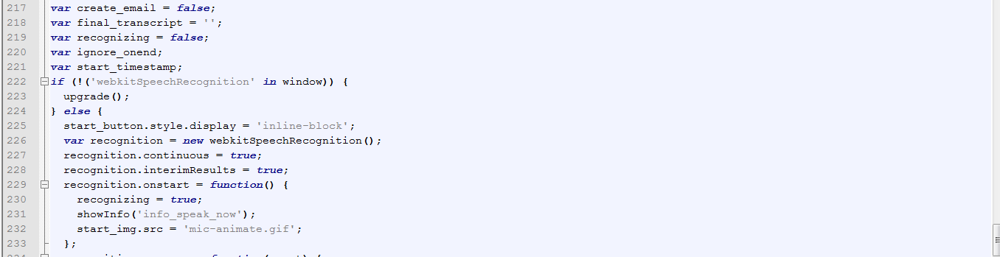 217 var create_email = false;
218 var final_transcript = '';
219 var recognizing = false;
220 var ignore_onend;
221 var start_timestamp;
222 if (!('webkitSpeechRecognition' in window)) {
223 upgrade();
224 } else {
225 start_button.style.display = 'inline-block';
226 var recognition = new webkitSpeechRecognition();
227 recognition.continuous = true;
228 recognition.interimResults = true;
229 recognition.onstart = function() {
230 recognizing = true;
231 showInfo('info_speak_now');
232 start_img.src = 'mic-animate.gif';
233 };